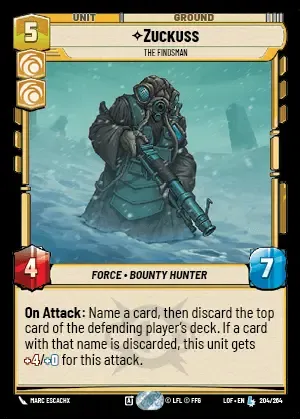 UNIT GROUND
5
✧Zuckuss
THE FINDSMAN
4
FORCE • BOUNTY HUNTER
7
On Attack: Name a card, then discard the top
card of the defending player's deck. If a card
with that name is discarded, this unit gets
+4/+0 for this attack.
MARC ESCACHX
A
© LFL © FFG
LOF • EN
204/264